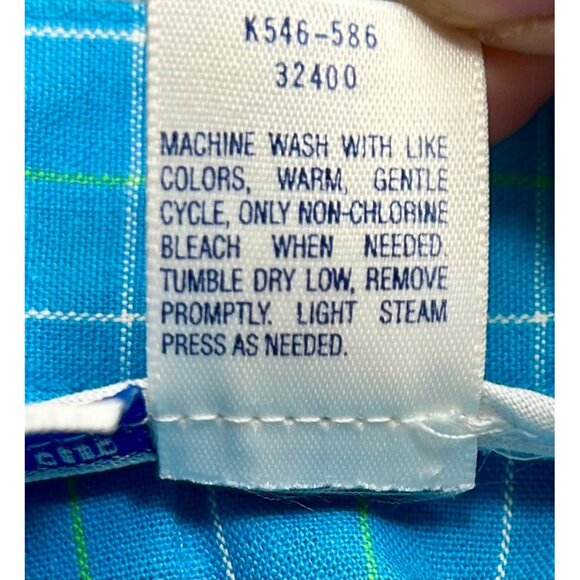 K546-586
32400
MACHINE WASH WITH LIKE
COLORS, WARM, GENTLE
CYCLE, ONLY NON-CHLORINE
BLEACH WHEN NEEDED.
TUMBLE DRY LOW, REMOVE
PROMPTLY. LIGHT STEAM
PRESS AS NEEDED.